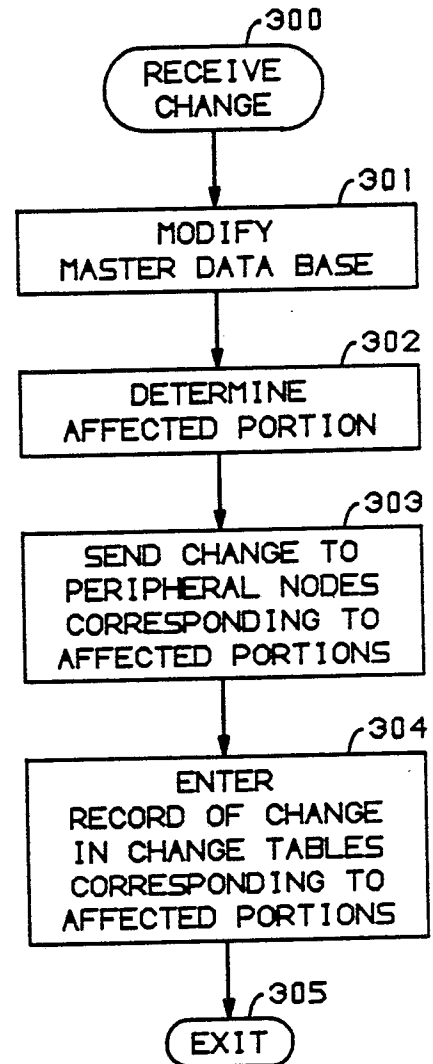 300
RECEIVE
CHANGE
301
MODIFY
MASTER DATA BASE
302
DETERMINE
AFFECTED PORTION
303
SEND CHANGE TO
PERIPHERAL NODES
CORRESPONDING TO
AFFECTED PORTIONS
304
ENTER
RECORD OF CHANGE
IN CHANGE TABLES
CORRESPONDING TO
AFFECTED PORTIONS
305
EXIT